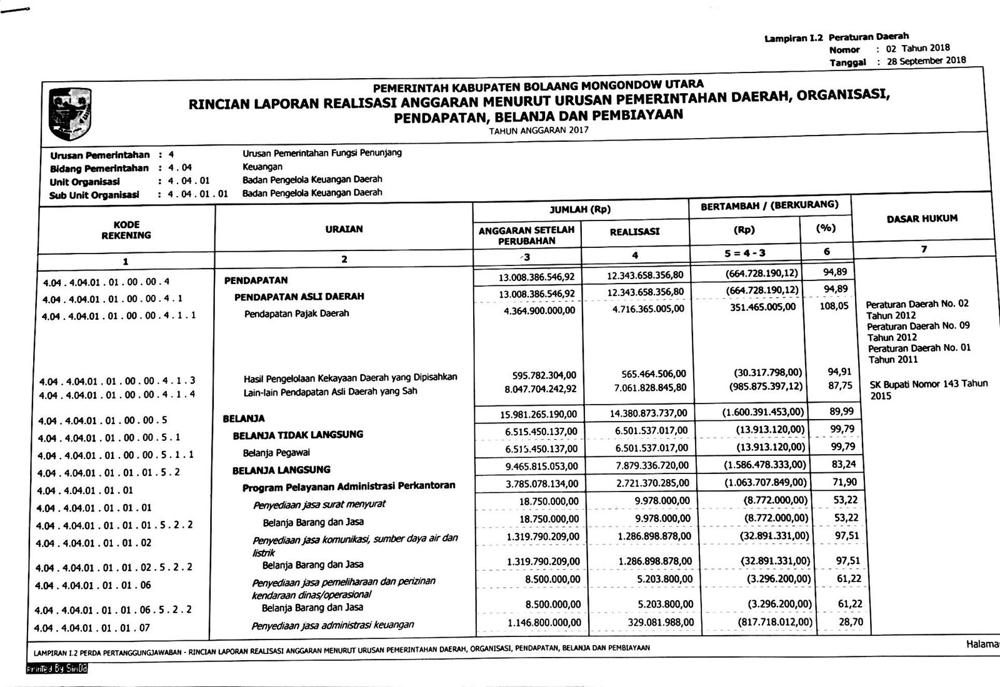 Lampiran I.2 Peraturan Daerah
Nomor : 02 Tahun 2018
Tanggal : 28 September 2018
PEMERINTAH KABUPATEN BOLAANG MONGONDOW UTARA
RINCIAN LAPORAN REALISASI ANGGARAN MENURUT URUSAN PEMERINTAHAN DAERAH, ORGANISASI,
PENDAPATAN, BELANJA DAN PEMBIAYAAN
TAHUN ANGGARAN 2017
Urusan Pemerintahan : 4 Urusan Pemerintahan Fungsi Penunjang
Bidang Pemerintahan : 4 . 04 Keuangan
Unit Organisasi : 4 . 04 . 01 Badan Pengelola Keuangan Daerah
Sub Unit Organisasi : 4 . 04 . 01 . 01 Badan Pengelola Keuangan Daerah
KODE REKENING URAIAN JUMLAH (Rp) BERTAMBAH / (BERKURANG) DASAR HUKUM
ANGGARAN SETELAH PERUBAHAN REALISASI (Rp) (%)
1 2 3 4 5 = 4 - 3 6 7
4.04 . 4.04.01 . 01 . 00 . 00 . 4 PENDAPATAN 13.008.386.546,92 12.343.658.356,80 (664.728.190,12) 94,89
4.04 . 4.04.01 . 01 . 00 . 00 . 4 . 1 PENDAPATAN ASLI DAERAH 13.008.386.546,92 12.343.658.356,80 (664.728.190,12) 94,89
4.04 . 4.04.01 . 01 . 00 . 00 . 4 . 1 . 1 Pendapatan Pajak Daerah 4.364.900.000,00 4.716.365.005,00 351.465.005,00 108,05 Peraturan Daerah No. 02
Tahun 2012
Peraturan Daerah No. 09
Tahun 2012
Peraturan Daerah No. 01
Tahun 2011
4.04 . 4.04.01 . 01 . 00 . 00 . 4 . 1 . 3 Hasil Pengelolaan Kekayaan Daerah yang Dipisahkan 595.782.304,00 565.464.506,00 (30.317.798,00) 94,91
4.04 . 4.04.01 . 01 . 00 . 00 . 4 . 1 . 4 Lain-lain Pendapatan Asli Daerah yang Sah 8.047.704.242,92 7.061.828.845,80 (985.875.397,12) 87,75 SK Bupati Nomor 143 Tahun
2015
4.04 . 4.04.01 . 01 . 00 . 00 . 5 BELANJA 15.981.265.190,00 14.380.873.737,00 (1.600.391.453,00) 89,99
4.04 . 4.04.01 . 01 . 00 . 00 . 5 . 1 BELANJA TIDAK LANGSUNG 6.515.450.137,00 6.501.537.017,00 (13.913.120,00) 99,79
4.04 . 4.04.01 . 01 . 00 . 00 . 5 . 1 . 1 Belanja Pegawai 6.515.450.137,00 6.501.537.017,00 (13.913.120,00) 99,79
4.04 . 4.04.01 . 01 . 01 . 01 . 5 . 2 BELANJA LANGSUNG 9.465.815.053,00 7.879.336.720,00 (1.586.478.333,00) 83,24
4.04 . 4.04.01 . 01 . 01 Program Pelayanan Administrasi Perkantoran 3.785.078.134,00 2.721.370.285,00 (1.063.707.849,00) 71,90
4.04 . 4.04.01 . 01 . 01 . 01 Penyediaan jasa surat menyurat 18.750.000,00 9.978.000,00 (8.772.000,00) 53,22
4.04 . 4.04.01 . 01 . 01 . 01 . 5 . 2 . 2 Belanja Barang dan Jasa 18.750.000,00 9.978.000,00 (8.772.000,00) 53,22
4.04 . 4.04.01 . 01 . 01 . 02 Penyediaan jasa komunikasi, sumber daya air dan 1.319.790.209,00 1.286.898.878,00 (32.891.331,00) 97,51
listrik
4.04 . 4.04.01 . 01 . 01 . 02 . 5 . 2 . 2 Belanja Barang dan Jasa 1.319.790.209,00 1.286.898.878,00 (32.891.331,00) 97,51
4.04 . 4.04.01 . 01 . 01 . 06 Penyediaan jasa pemeliharaan dan perizinan 8.500.000,00 5.203.800,00 (3.296.200,00) 61,22
kendaraan dinas/operasional
4.04 . 4.04.01 . 01 . 01 . 06 . 5 . 2 . 2 Belanja Barang dan Jasa 8.500.000,00 5.203.800,00 (3.296.200,00) 61,22
4.04 . 4.04.01 . 01 . 01 . 07 Penyediaan jasa administrasi keuangan 1.146.800.000,00 329.081.988,00 (817.718.012,00) 28,70
LAMPIRAN I.2 PERDA PERTANGGUNGJAWABAN - RINCIAN LAPORAN REALISASI ANGGARAN MENURUT URUSAN PEMERINTAHAN DAERAH, ORGANISASI, PENDAPATAN, BELANJA DAN PEMBIAYAAN Halama
Printed By SimDa